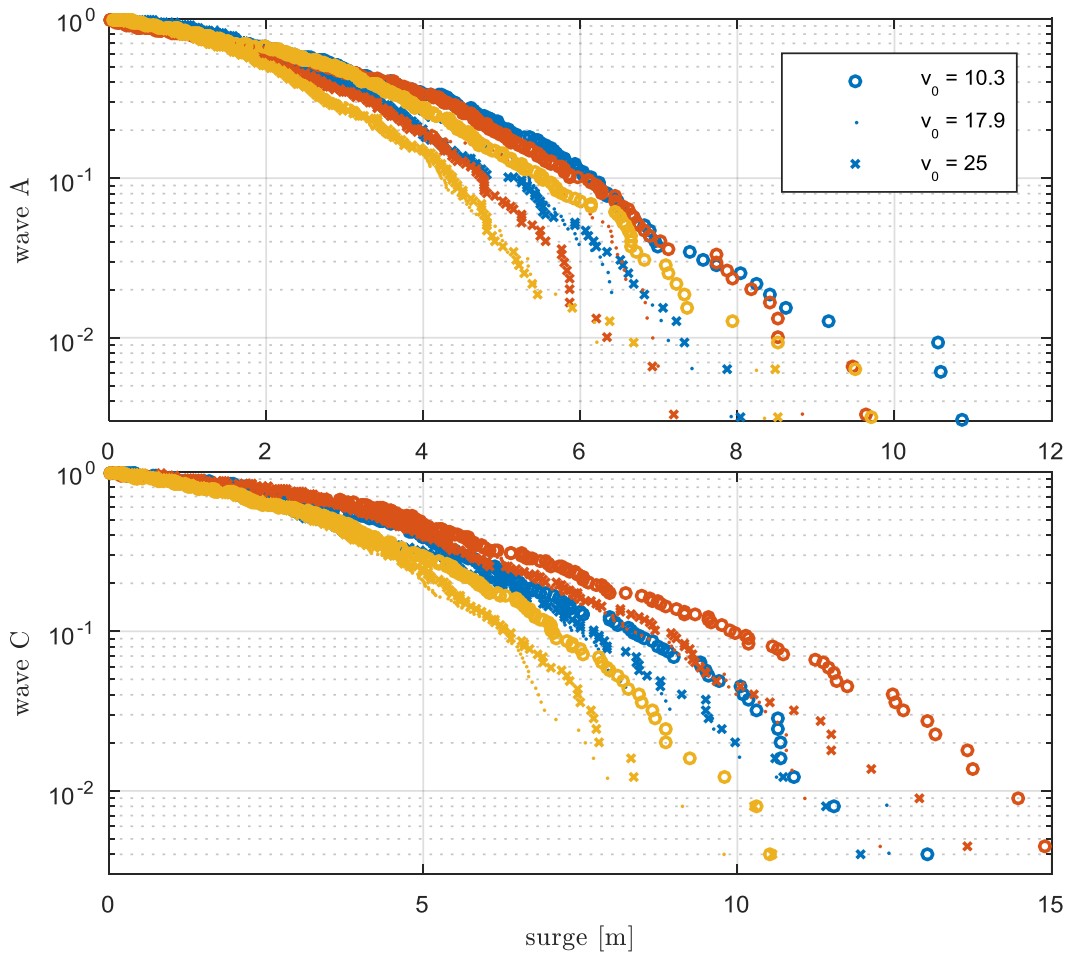 10^0
10^-1
10^-2
wave A
v_0 = 10.3
v_0 = 17.9
v_0 = 25
0 2 4 6 8 10 12
10^0
10^-1
10^-2
wave C
0 5 10 15
surge [m]